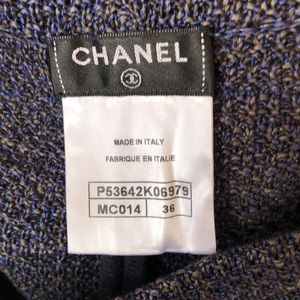 CHANEL
MADE IN ITALY
FABRIQUE EN ITALIE
P53642K06979
MC014 36